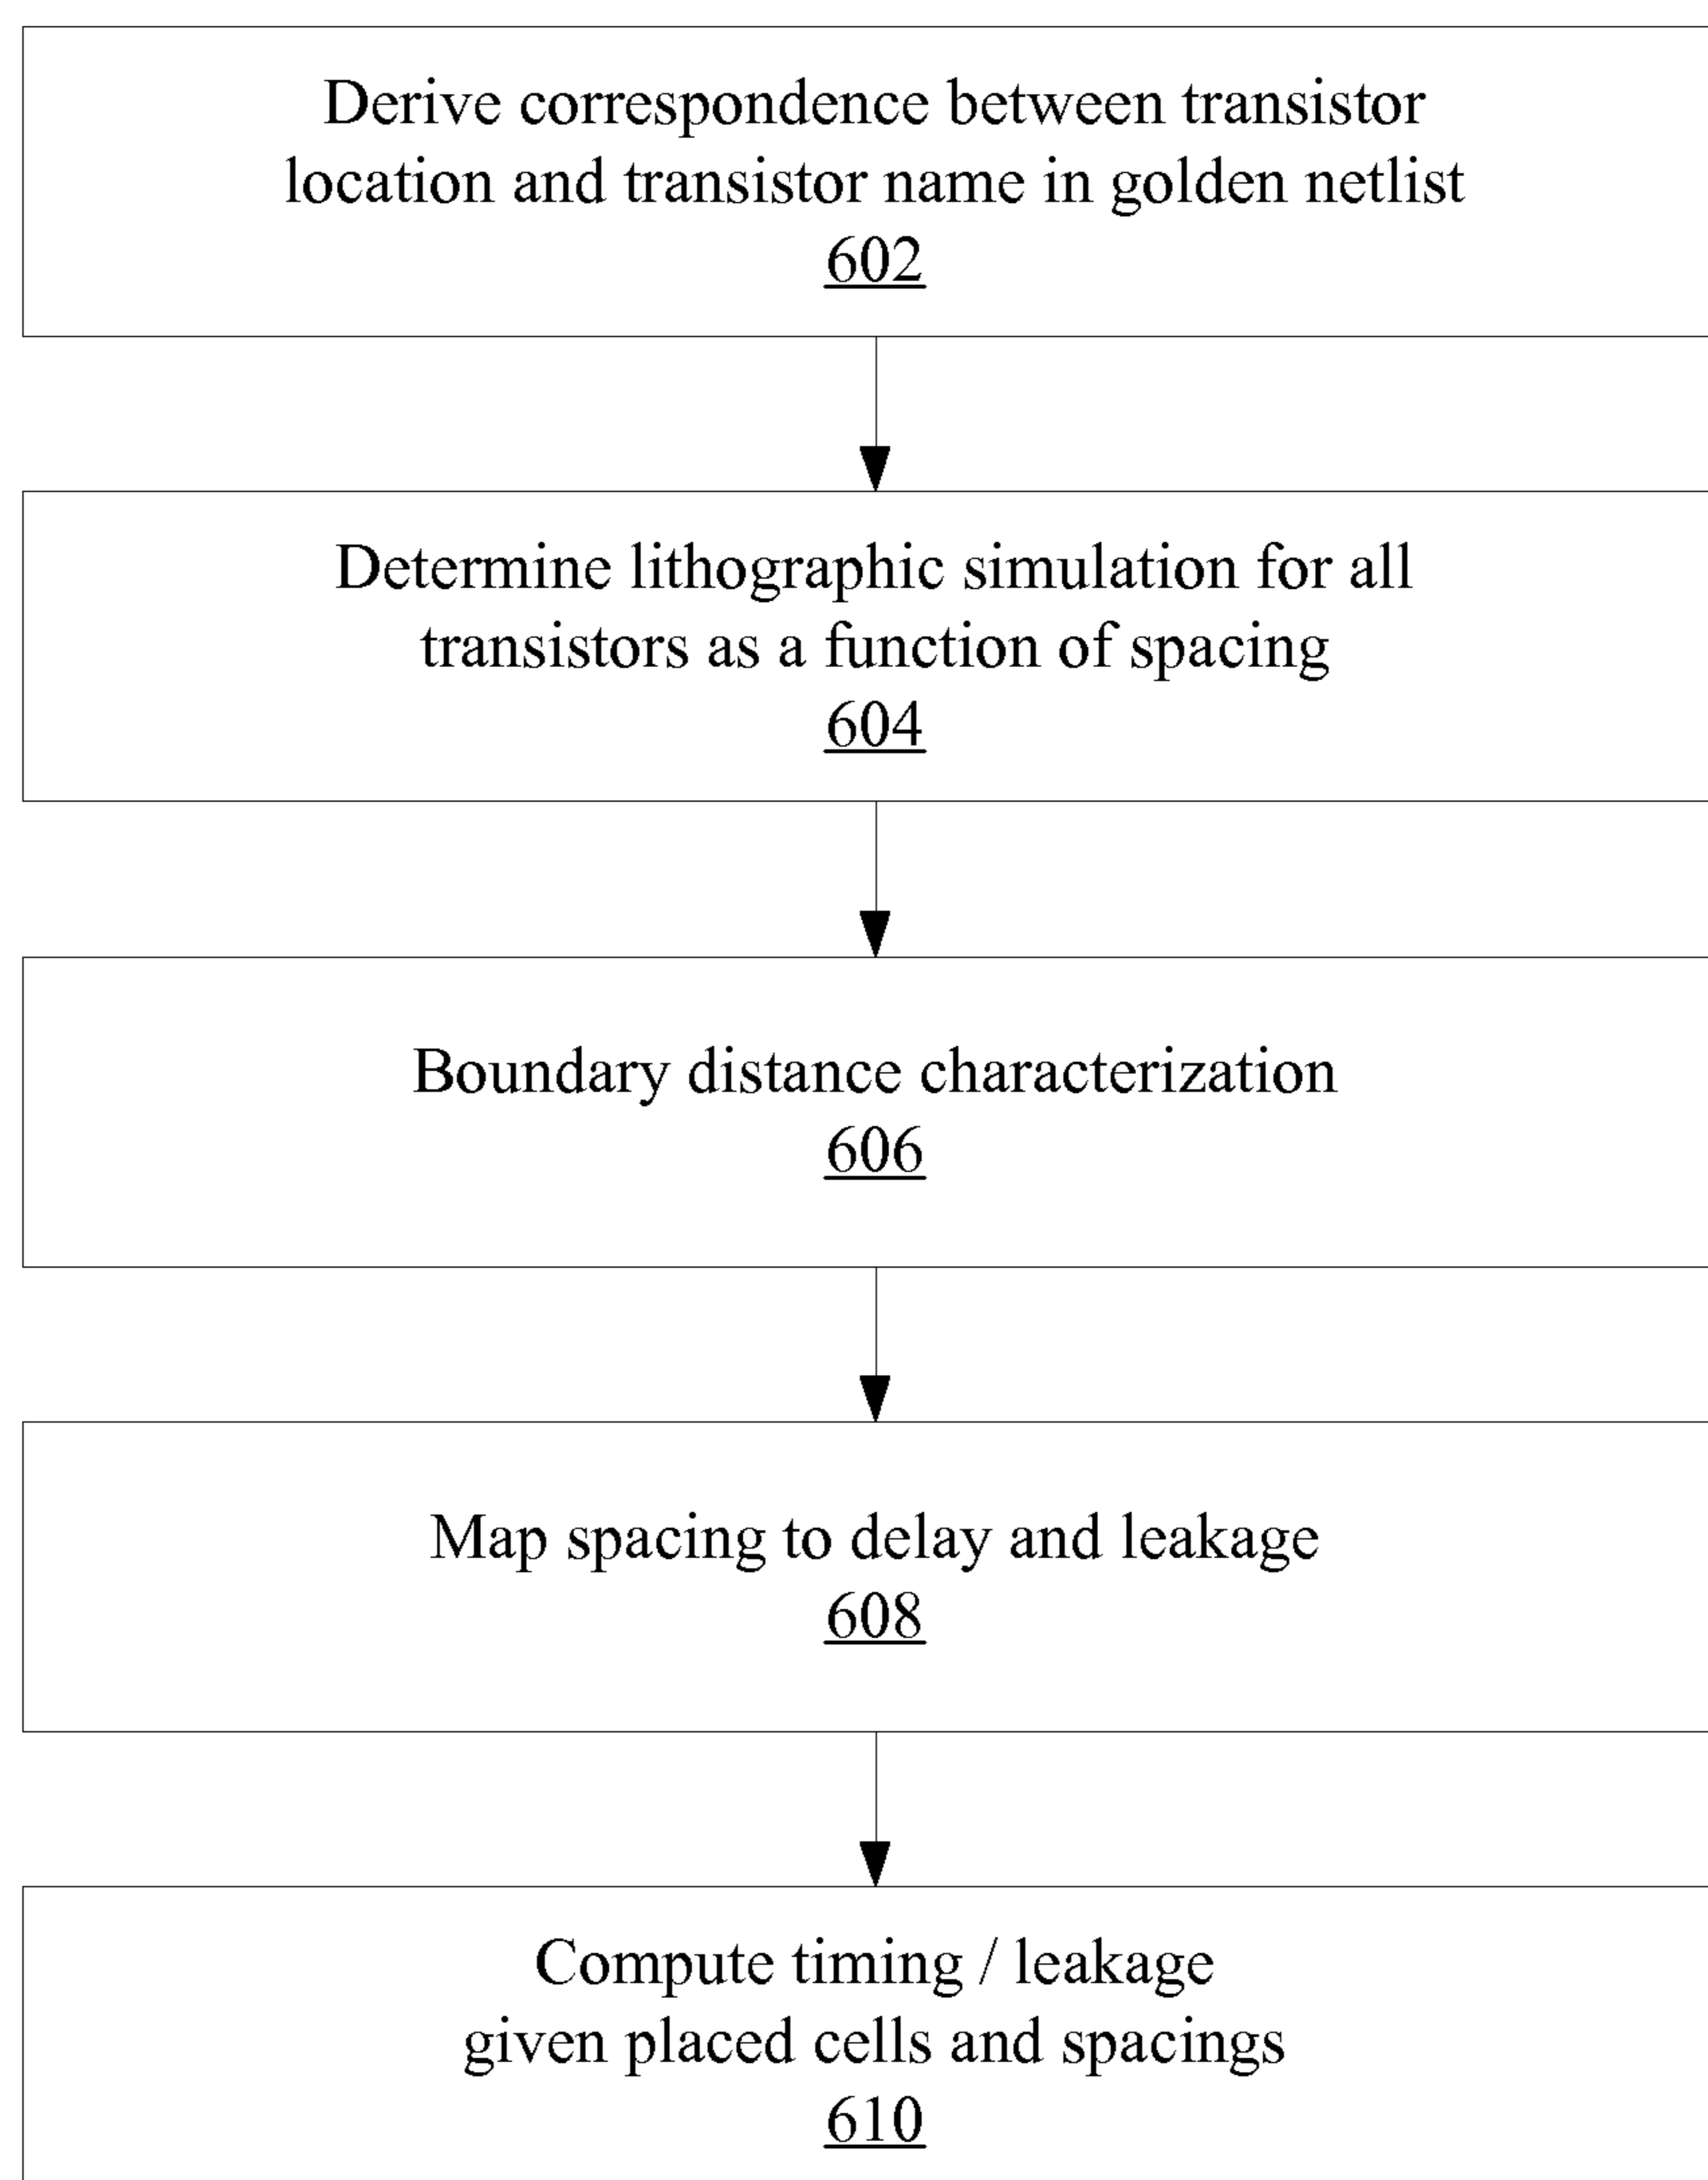 Derive correspondence between transistor
location and transistor name in golden netlist
602
Determine lithographic simulation for all
transistors as a function of spacing
604
Boundary distance characterization
606
Map spacing to delay and leakage
608
Compute timing / leakage
given placed cells and spacings
610